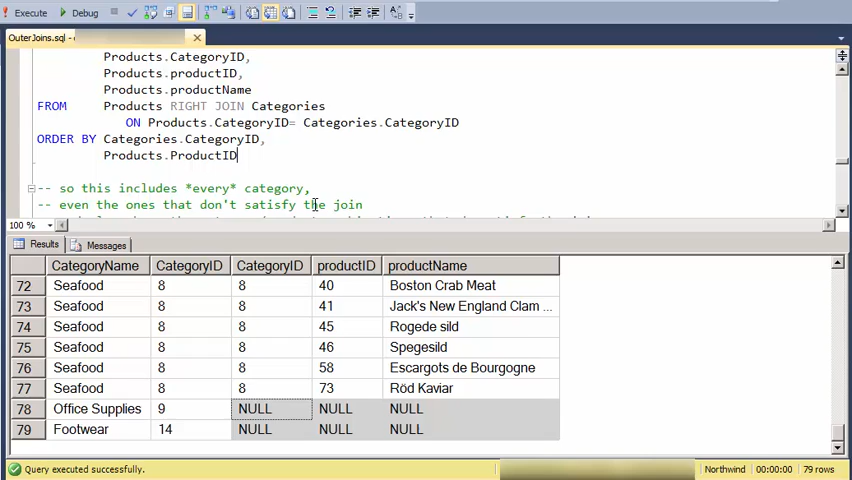 Execute Debug
OuterJoins.sql -
Products.CategoryID,
Products.productID,
Products.productName
FROM Products RIGHT JOIN Categories
ON Products.CategoryID= Categories.CategoryID
ORDER BY Categories.CategoryID,
Products.ProductID
-- so this includes *every* category,
-- even the ones that don't satisfy the join
100 %
Results Messages
CategoryName CategoryID CategoryID productID productName
72 Seafood 8 8 40 Boston Crab Meat
73 Seafood 8 8 41 Jack's New England Clam ...
74 Seafood 8 8 45 Rogede sild
75 Seafood 8 8 46 Spegesild
76 Seafood 8 8 58 Escargots de Bourgogne
77 Seafood 8 8 73 Röd Kaviar
78 Office Supplies 9 NULL NULL NULL
79 Footwear 14 NULL NULL NULL
Query executed successfully. Northwind 00:00:00 79 rows